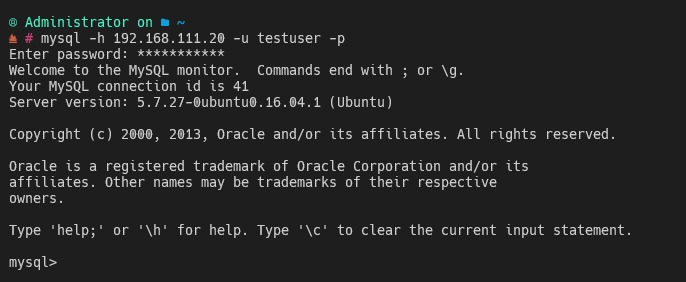 Administrator on ~
# mysql -h 192.168.111.20 -u testuser -p
Enter password: ***********
Welcome to the MySQL monitor.  Commands end with ; or \g.
Your MySQL connection id is 41
Server version: 5.7.27-0ubuntu0.16.04.1 (Ubuntu)
Copyright (c) 2000, 2013, Oracle and/or its affiliates. All rights reserved.
Oracle is a registered trademark of Oracle Corporation and/or its
affiliates. Other names may be trademarks of their respective
owners.
Type 'help;' or '\h' for help. Type '\c' to clear the current input statement.
mysql>